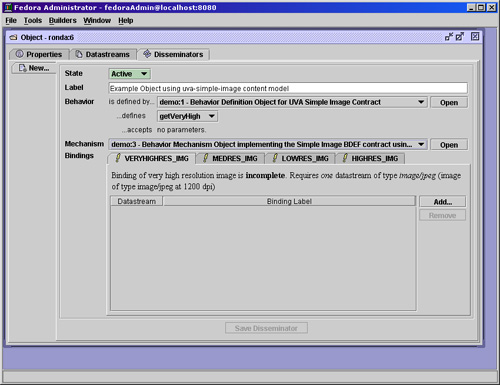 Fedora Administrator - fedoraAdmin@localhost:8080
File Tools Builders Window Help
Object - ronda:6
Properties Datastreams Disseminators
New...
State Active
Label Example Object using uva-simple-image content model
Behavior is defined by... demo:1 - Behavior Definition Object for UVA Simple Image Contract Open
...defines getVeryHigh
...accepts no parameters.
Mechanism demo:3 - Behavior Mechanism Object implementing the Simple Image BDEF contract usin... Open
Bindings VERYHIGHRES_IMG MEDRES_IMG LOWRES_IMG HIGHRES_IMG
Binding of very high resolution image is incomplete. Requires one datastream of type image/jpeg (image
of type image/jpeg at 1200 dpi)
Datastream Binding Label Add...
Remove
Save Disseminator